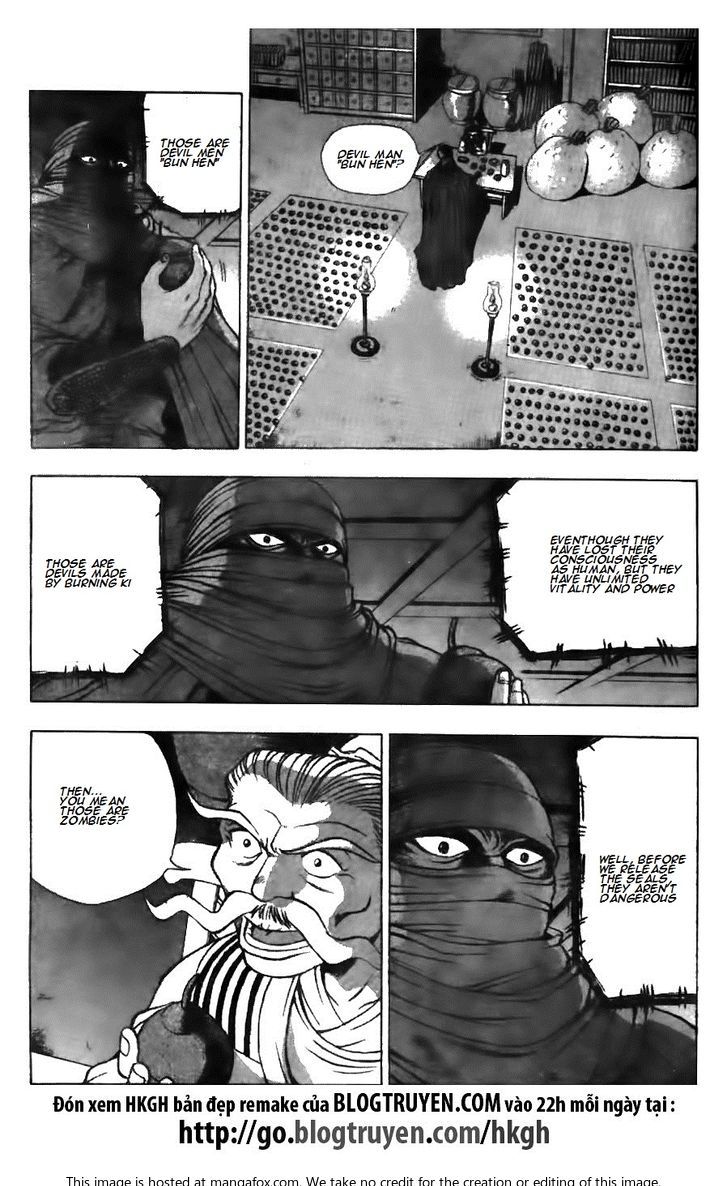 DEVIL MAN
"BUN HEN"?
THOSE ARE
DEVIL MEN
"BUN HEN"
EVENTHOUGH THEY
HAVE LOST THEIR
CONSCIOUSNESS
AS HUMAN, BUT THEY
HAVE UNLIMITED
VITALITY AND POWER
THOSE ARE
DEVILS MADE
BY BURNING KI
WELL, BEFORE
WE RELEASE
THE SEALS,
THEY AREN'T
DANGEROUS
THEN...
YOU MEAN
THOSE ARE
ZOMBIES?
Đón xem HKGH bản đẹp remake của BLOGTRUYEN.COM vào 22h mỗi ngày tại :
http://go.blogtruyen.com/hkgh
This image is hosted at mangafox.com. We take no credit for the creation or editing of this image.